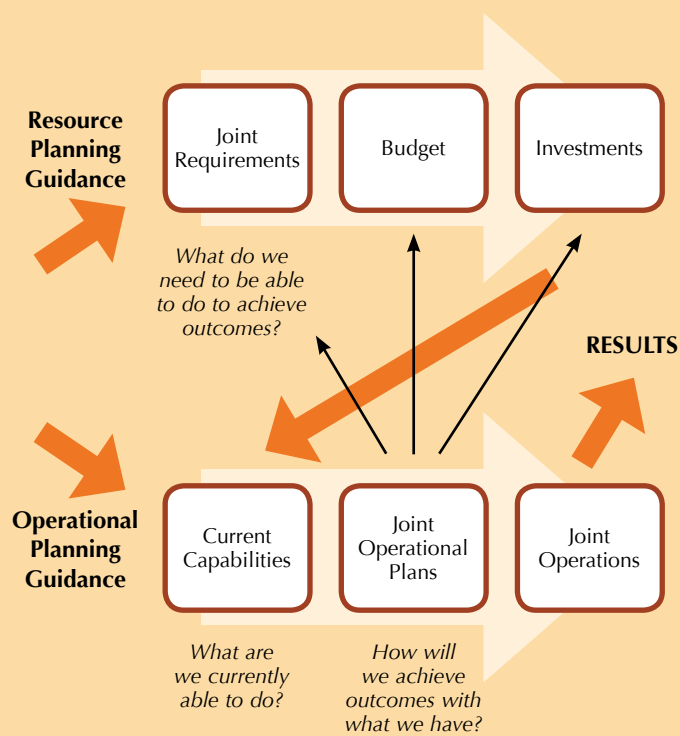 Resource
Planning
Guidance
Joint
Requirements
Budget
Investments
What do we
need to be able
to do to achieve
outcomes?
RESULTS
Operational
Planning
Guidance
Current
Capabilities
Joint
Operational
Plans
Joint
Operations
What are
we currently
able to do?
How will
we achieve
outcomes with
what we have?